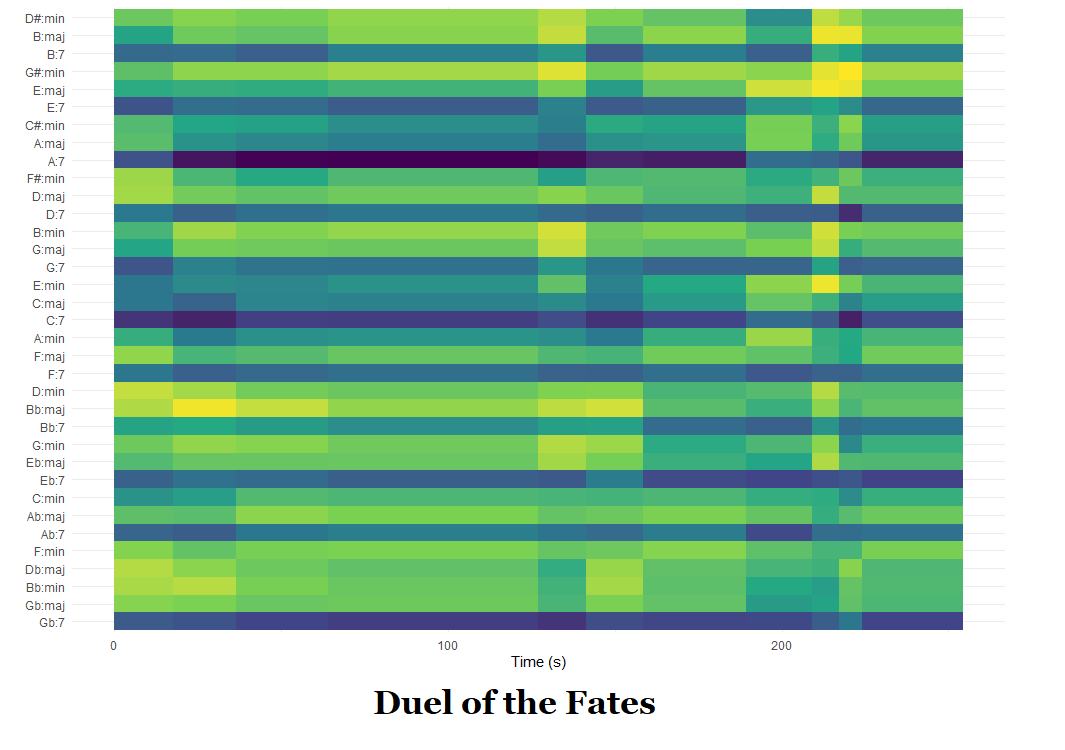 D#:min
B:maj
B:7
G#:min
E:maj
E:7
C#:min
A:maj
A:7
F#:min
D:maj
D:7
B:min
G:maj
G:7
E:min
C:maj
C:7
A:min
F:maj
F:7
D:min
Bb:maj
Bb:7
G:min
Eb:maj
Eb:7
C:min
Ab:maj
Ab:7
F:min
Db:maj
Bb:min
Gb:maj
Gb:7
0 100 200
Time (s)
Duel of the Fates